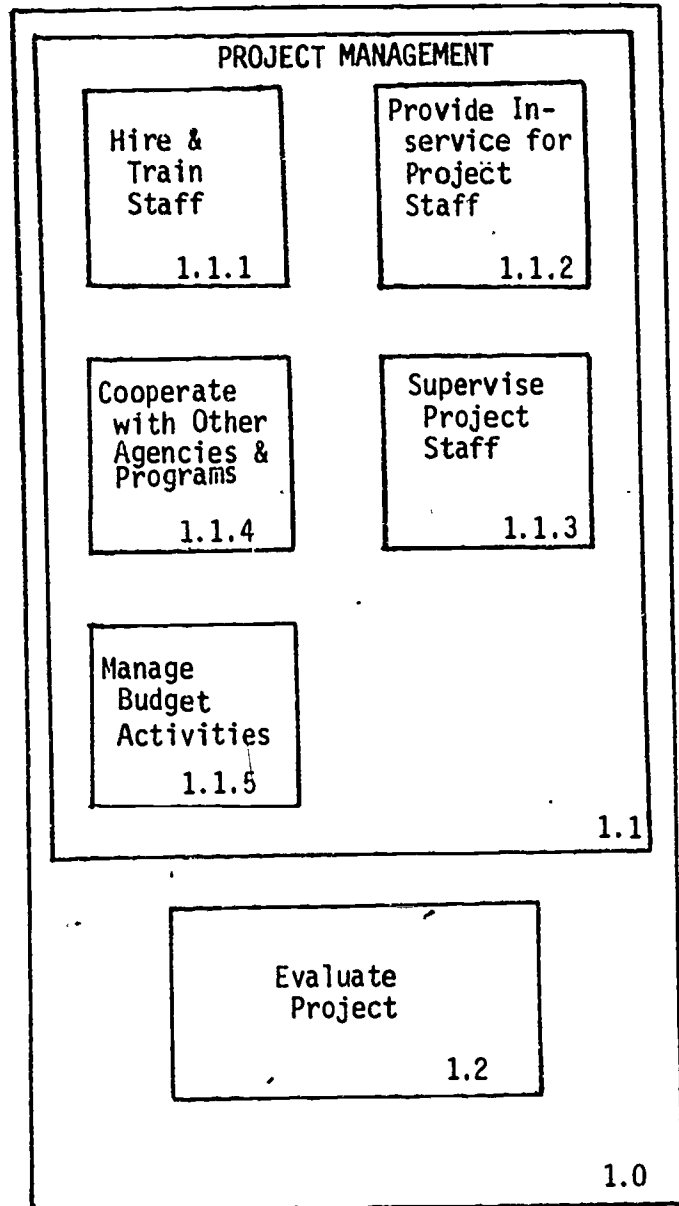 PROJECT MANAGEMENT
Hire &
Train
Staff
1.1.1
Provide In-
service for
Project
Staff
1.1.2
Cooperate
with Other
Agencies &
Programs
1.1.4
Supervise
Project
Staff
1.1.3
Manage
Budget
Activities
1.1.5
1.1
Evaluate
Project
1.2
1.0